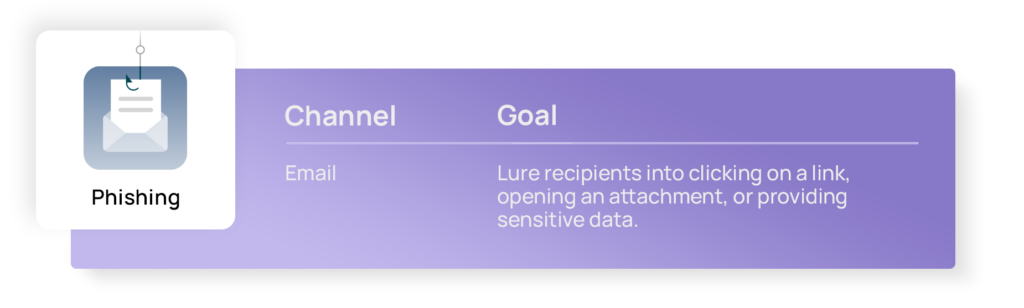 Phishing
Channel
Goal
Email
Lure recipients into clicking on a link,
opening an attachment, or providing
sensitive data.